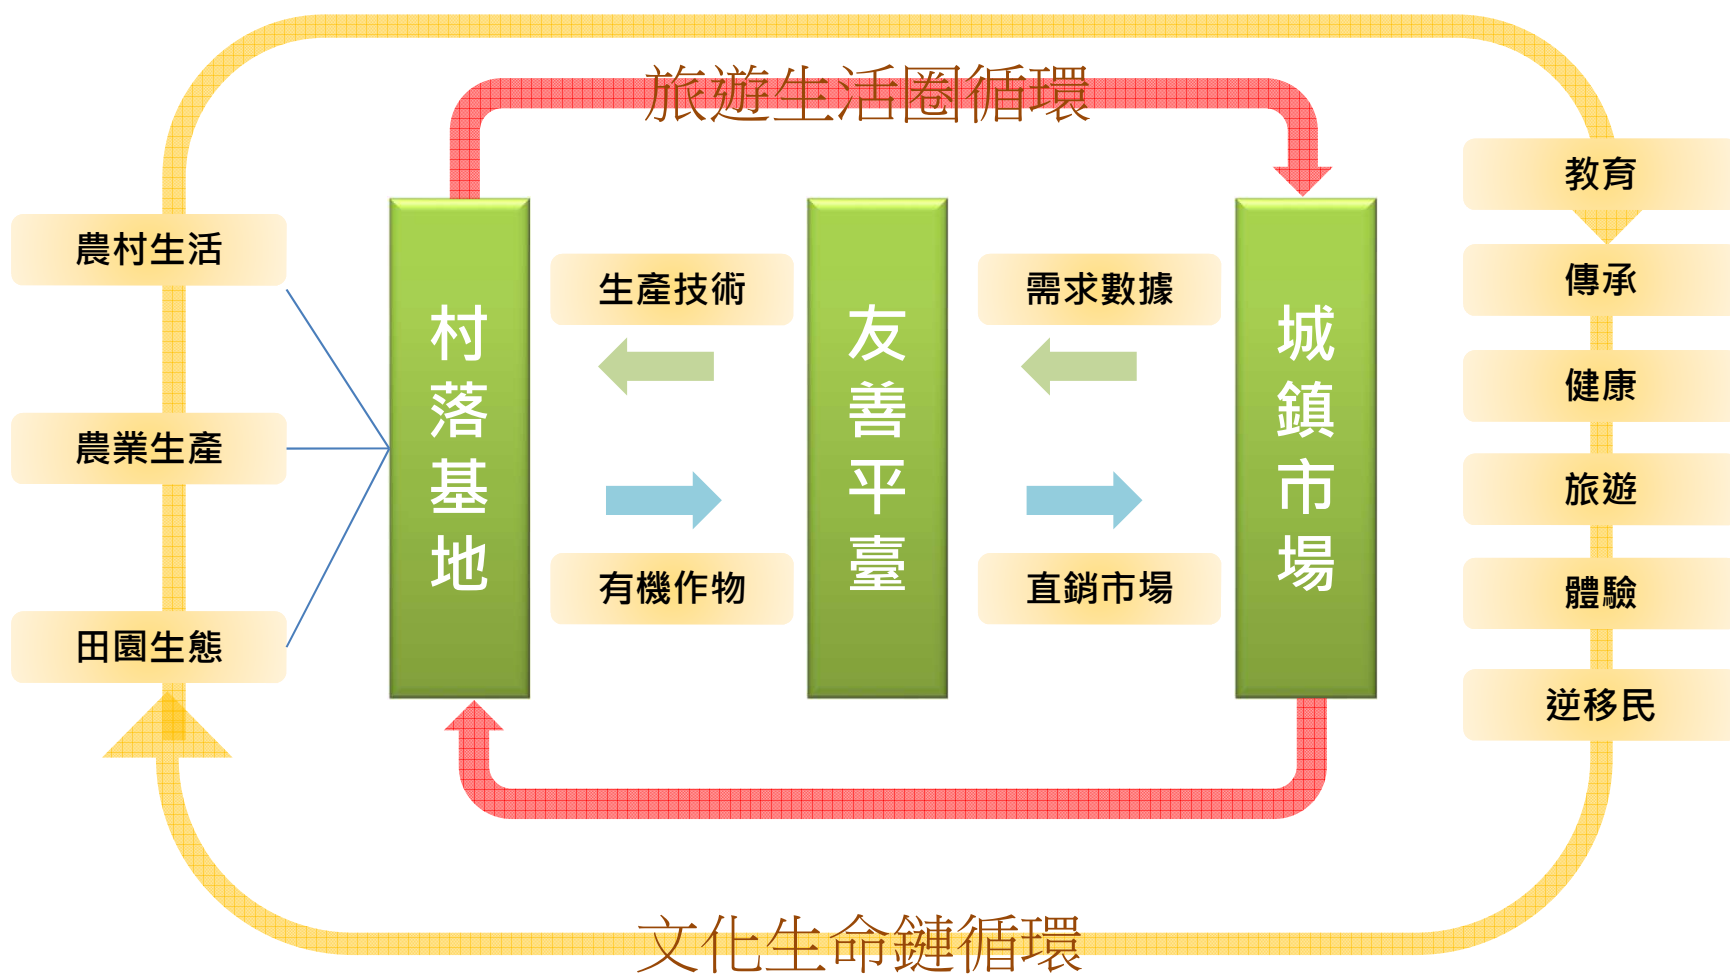 旅遊生活圈循環
農村生活
農業生產
田園生態
村落基地
生產技術
有機作物
友善平臺
需求數據
直銷市場
城鎮市場
教育
傳承
健康
旅遊
體驗
逆移民
文化生命鏈循環